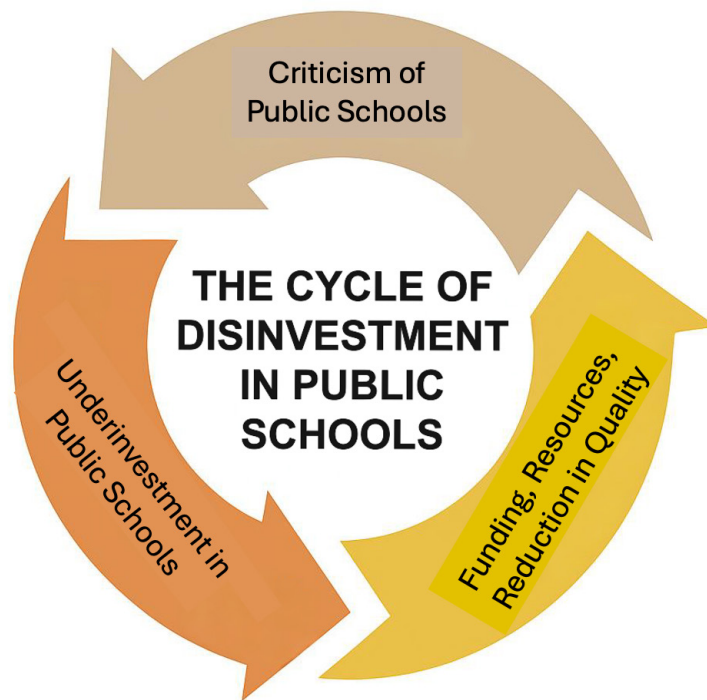 Criticism of
Public Schools
THE CYCLE OF
DISINVESTMENT
IN PUBLIC
SCHOOLS
Underinvestment in
Public Schools
Funding, Resources,
Reduction in Quality